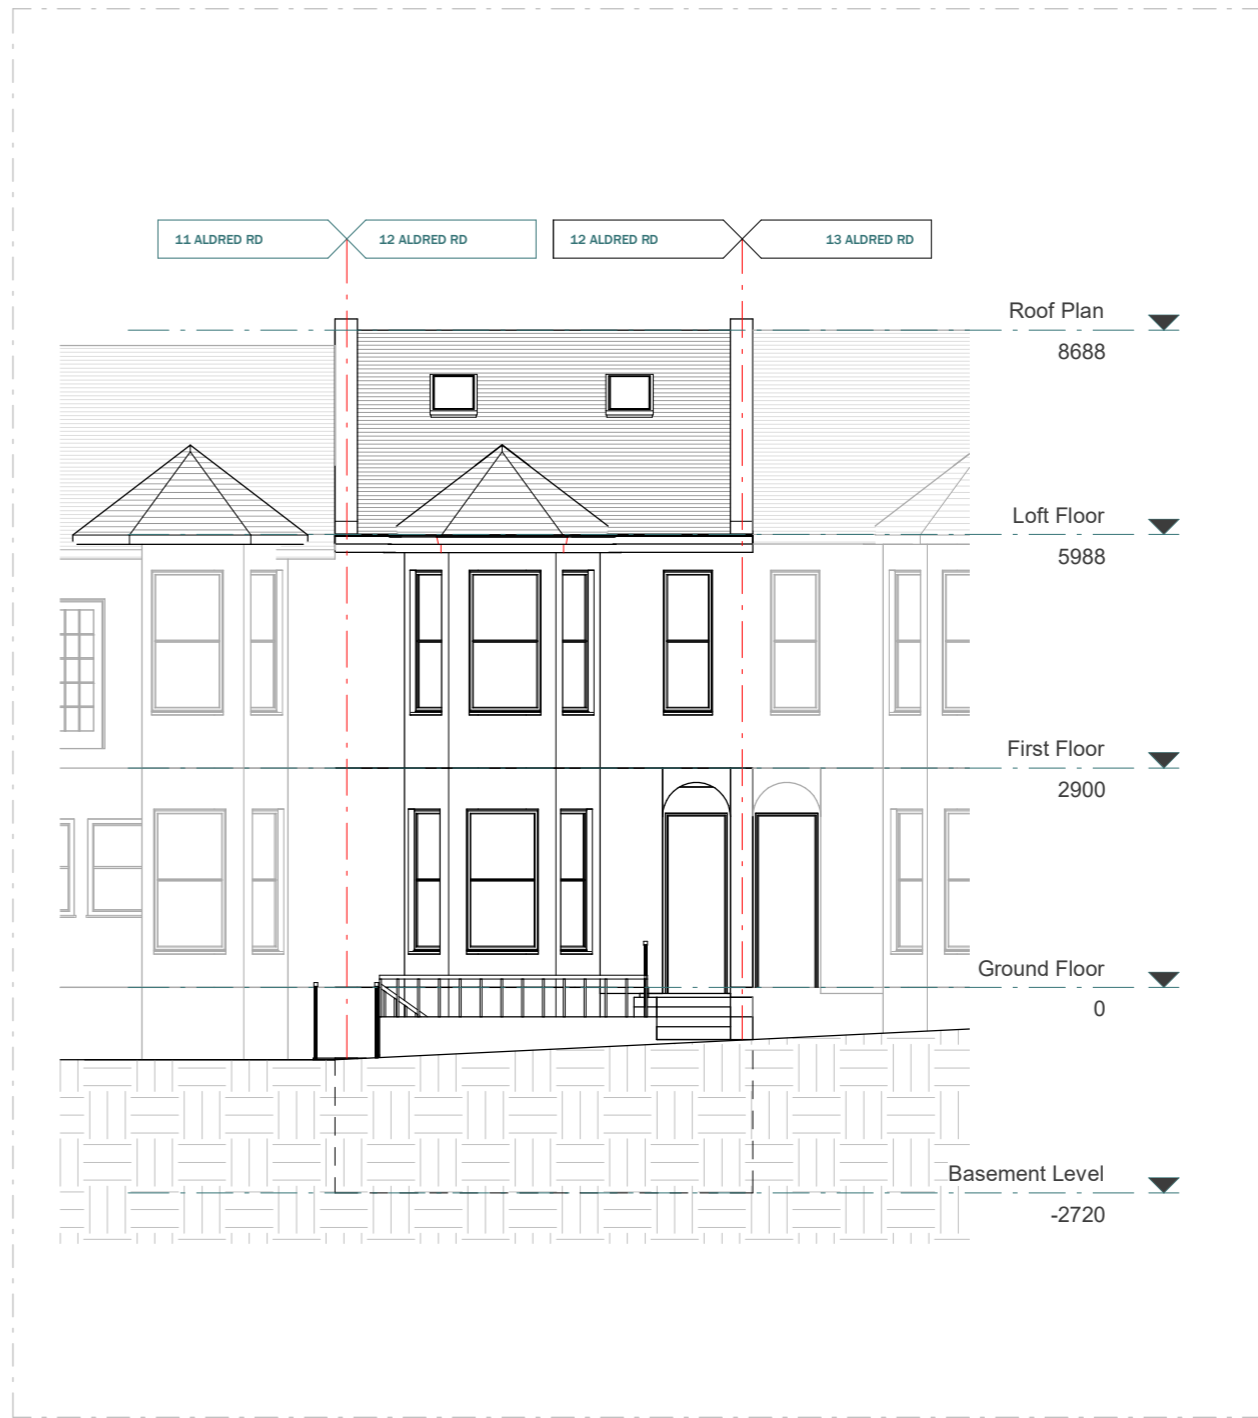 11 ALDRED RD
12 ALDRED RD
12 ALDRED RD
13 ALDRED RD
Roof Plan
8688
Loft Floor
5988
First Floor
2900
Ground Floor
0
Basement Level
-2720